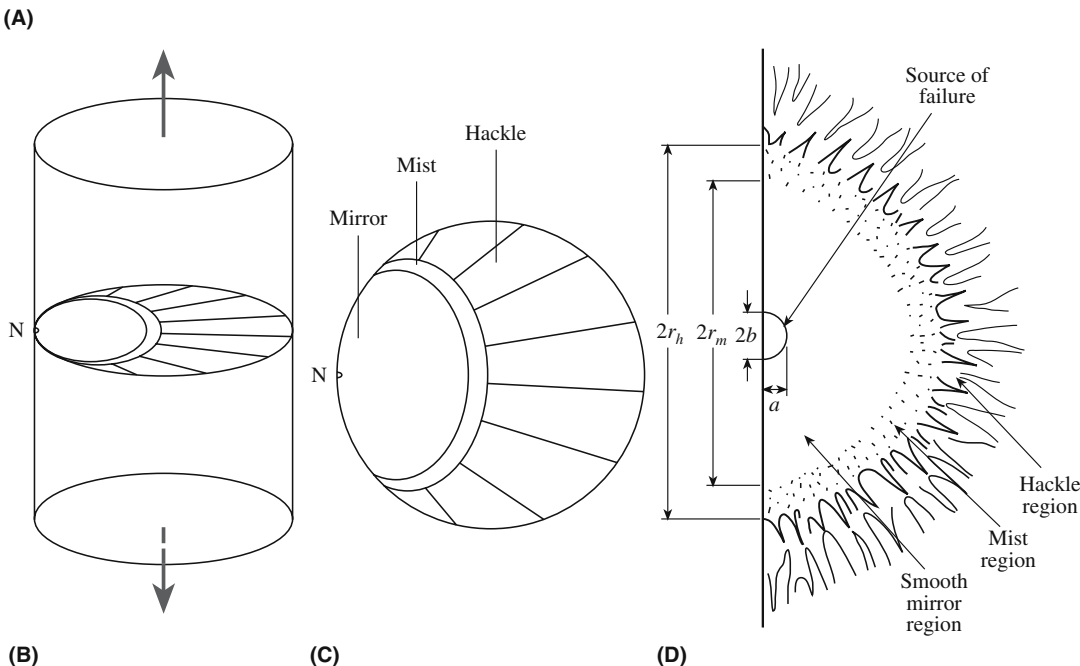 (A)
N
Mirror
Mist
Hackle
N
Source of
failure
2r_h
2r_m
2b
a
Hackle
region
Mist
region
Smooth
mirror
region
(B)
(C)
(D)